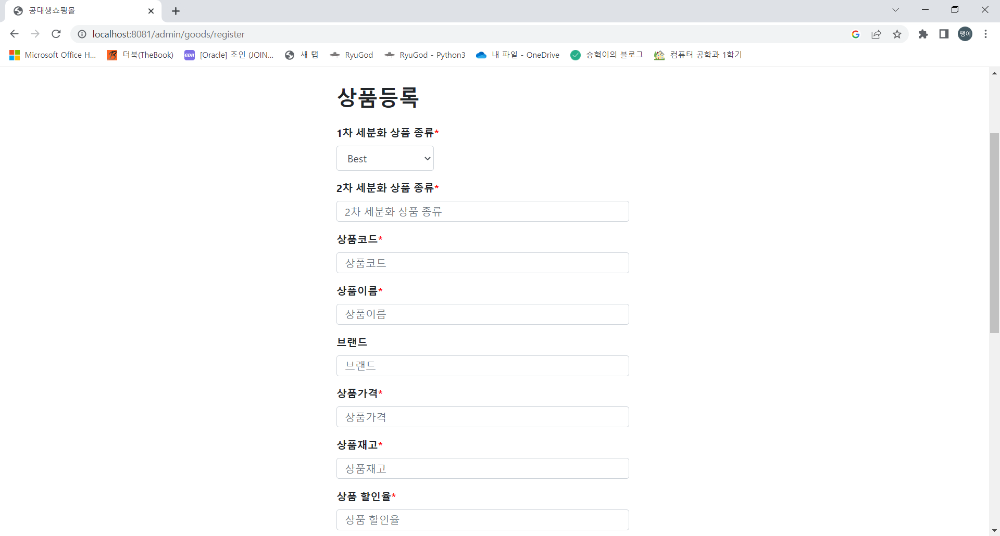 공대생쇼핑몰
localhost:8081/admin/goods/register
팽이
Microsoft Office H...
더북(TheBook)
GDH
[Oracle] 조인 (JOIN...
새 탭
RyuGod
RyuGod - Python3
내 파일 - OneDrive
승혁이의 블로그
컴퓨터 공학과 1학기
상품등록
1차 세분화 상품 종류*
Best
2차 세분화 상품 종류*
2차 세분화 상품 종류
상품코드*
상품코드
상품이름*
상품이름
브랜드
브랜드
상품가격*
상품가격
상품재고*
상품재고
상품 할인율*
상품 할인율